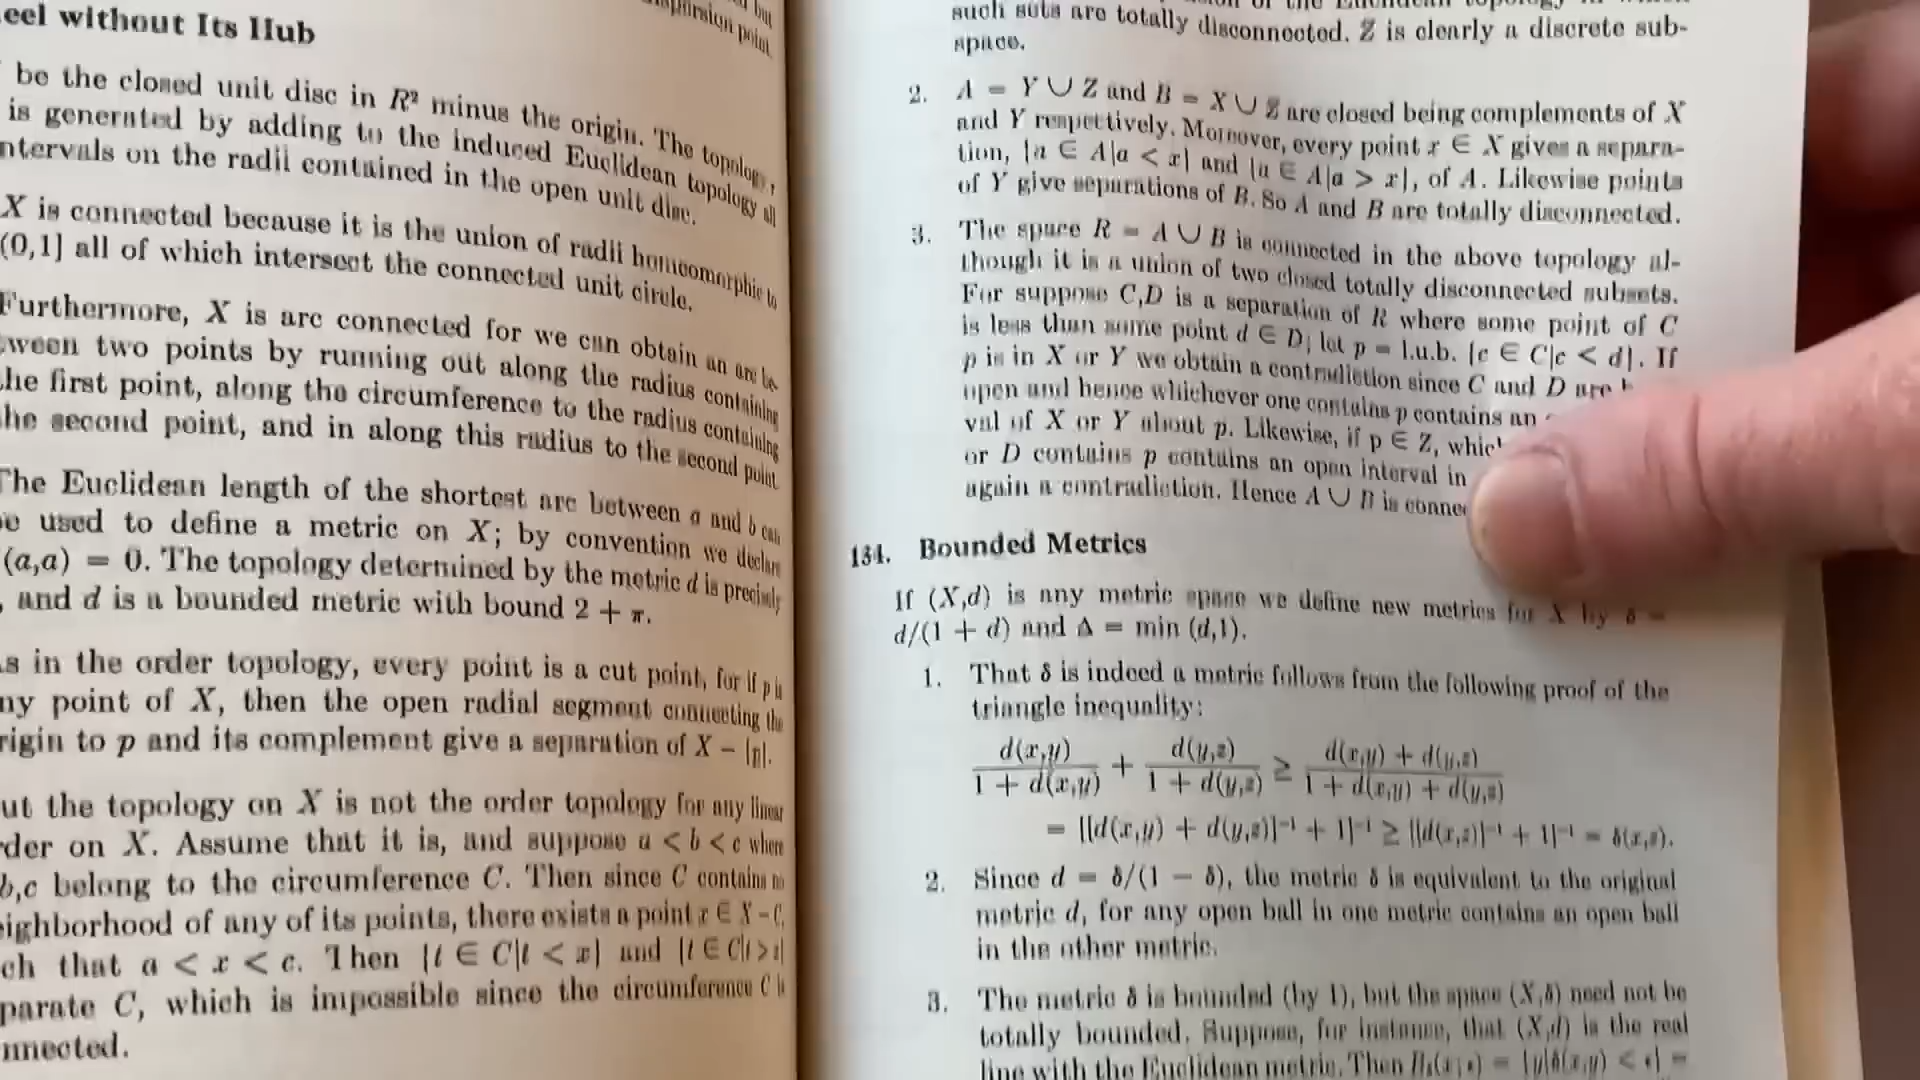 eel without Its Hub
be the closed unit disc in R² minus the origin. The topology
is generated by adding to the induced Euclidean topology all
ntervals on the radii contained in the open unit disc.
X is connected because it is the union of radii homeomorphic to
(0,1] all of which intersect the connected unit circle.
Furthermore, X is arc connected for we can obtain an arc be-
ween two points by running out along the radius containing
he first point, along the circumference to the radius containing
he second point, and in along this radius to the second point.
The Euclidean length of the shortest arc between a and b can
e used to define a metric on X; by convention we declare
(a,a) = 0. The topology determined by the metric d is precisely
, and d is a bounded metric with bound 2 + π.
s in the order topology, every point is a cut point, for if p is
ny point of X, then the open radial segment connecting the
rigin to p and its complement give a separation of X − {p}.
ut the topology on X is not the order topology for any linear
der on X. Assume that it is, and suppose a < b < c where
b,c belong to the circumference C. Then since C contains no
eighborhood of any of its points, there exists a point x ∈ X − C,
ch that a < x < c. Then {t ∈ C|t < x} and {t ∈ C|t > x}
parate C, which is impossible since the circumference C is
nnected.
such sets are totally disconnected. Z is clearly a discrete sub-
space.
2. A = Y ∪ Z and B = X ∪ Z are closed being complements of X
and Y respectively. Moreover, every point x ∈ X gives a separa-
tion, {a ∈ A|a < x} and {a ∈ A|a > x}, of A. Likewise points
of Y give separations of B. So A and B are totally disconnected.
3. The space R = A ∪ B is connected in the above topology al-
though it is a union of two closed totally disconnected subsets.
For suppose C,D is a separation of R where some point of C
is less than some point d ∈ D; let p = l.u.b. {c ∈ C|c < d}. If
p is in X or Y we obtain a contradiction since C and D are
open and hence whichever one contains p contains an
val of X or Y about p. Likewise, if p ∈ Z, whic
or D contains p contains an open interval in
again a contradiction. Hence A ∪ B is connec
134. Bounded Metrics
If (X,d) is any metric space we define new metrics for X by δ =
d/(1 + d) and Δ = min (d,1).
1. That δ is indeed a metric follows from the following proof of the
triangle inequality:
d(x,y)/(1 + d(x,y)) + d(y,z)/(1 + d(y,z)) ≥ (d(x,y) + d(y,z))/(1 + d(x,y) + d(y,z))
= [[d(x,y) + d(y,z)]⁻¹ + 1]⁻¹ ≥ [[d(x,z)]⁻¹ + 1]⁻¹ = δ(x,z).
2. Since d = δ/(1 − δ), the metric δ is equivalent to the original
metric d, for any open ball in one metric contains an open ball
in the other metric.
3. The metric δ is bounded (by 1), but the space (X,δ) need not be
totally bounded. Suppose, for instance, that (X,d) is the real
line with the Euclidean metric. Then